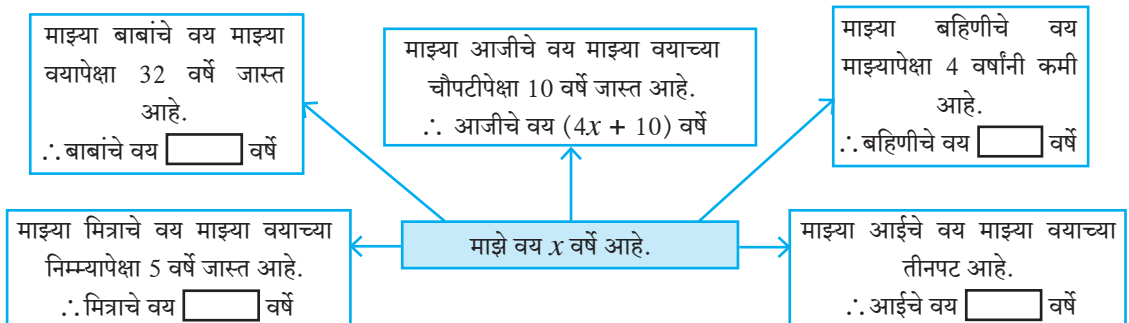 माझ्या बाबांचे वय माझ्या
वयापेक्षा 32 वर्षे जास्त
आहे.
∴बाबांचे वय वर्षे
माझ्या आजीचे वय माझ्या वयाच्या
चौपटीपेक्षा 10 वर्षे जास्त आहे.
∴ आजीचे वय (4x + 10) वर्षे
माझ्या बहिणीचे वय
माझ्यापेक्षा 4 वर्षांनी कमी
आहे.
∴बहिणीचे वय वर्षे
माझ्या मित्राचे वय माझ्या वयाच्या
निम्म्यापेक्षा 5 वर्षे जास्त आहे.
∴मित्राचे वय वर्षे
माझे वय x वर्षे आहे.
माझ्या आईचे वय माझ्या वयाच्या
तीनपट आहे.
∴आईचे वय वर्षे